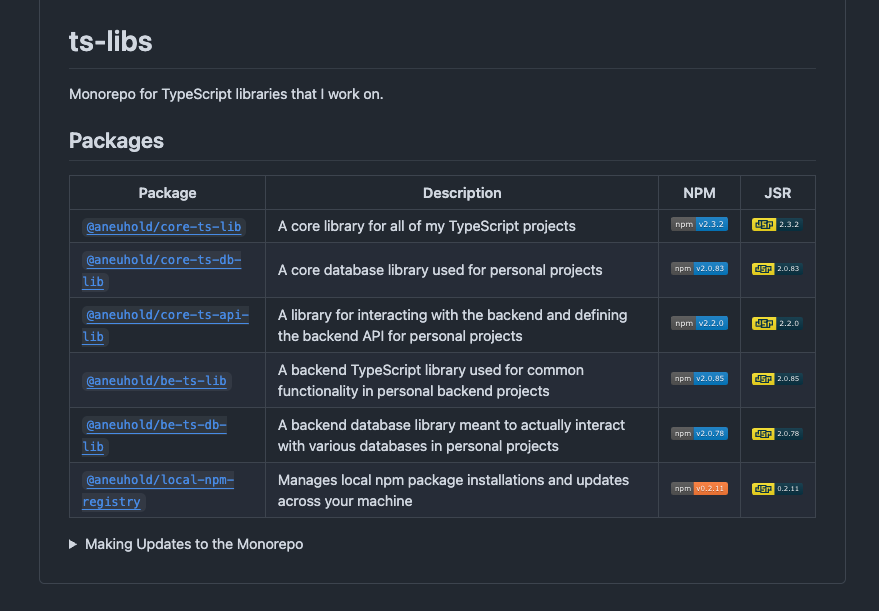 ts-libs
Monorepo for TypeScript libraries that I work on.
Packages
Package Description NPM JSR
@aneuhold/core-ts-lib A core library for all of my TypeScript projects npm v2.3.2 JSR 2.3.2
@aneuhold/core-ts-db-
lib
A core database library used for personal projects npm v2.0.83 JSR 2.0.83
@aneuhold/core-ts-api-
lib
A library for interacting with the backend and defining
the backend API for personal projects
npm v2.2.0 JSR 2.2.0
@aneuhold/be-ts-lib
A backend TypeScript library used for common
functionality in personal backend projects
npm v2.0.85 JSR 2.0.85
@aneuhold/be-ts-db-
lib
A backend database library meant to actually interact
with various databases in personal projects
npm v2.0.78 JSR 2.0.78
@aneuhold/local-npm-
registry
Manages local npm package installations and updates
across your machine
npm v0.2.11 JSR 0.2.11
Making Updates to the Monorepo